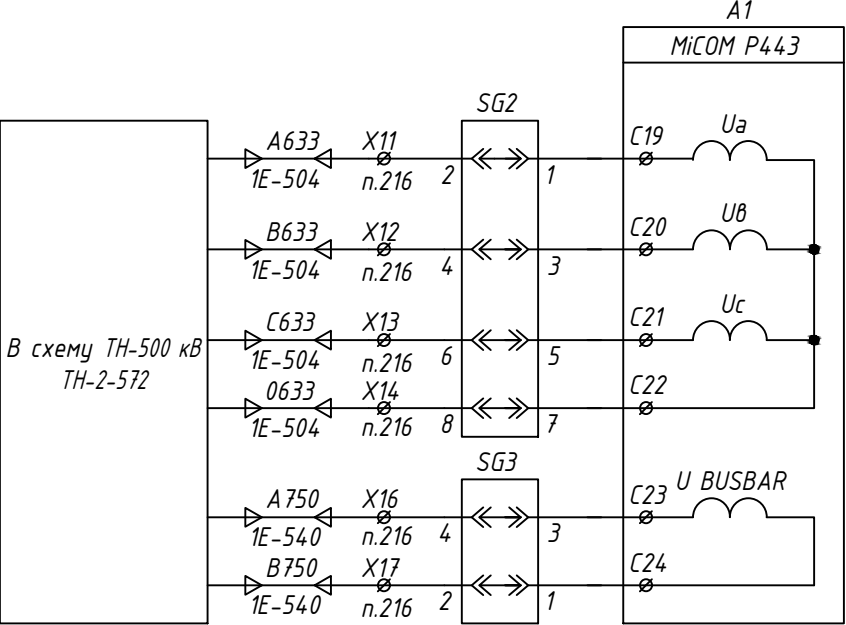 A1
MiCOM P443
SG2
A633 X11 C19 Ua
1E-504 п.216 2 1
B633 X12 C20 Uв
1E-504 п.216 4 3
C633 X13 C21 Uc
1E-504 п.216 6 5
В схему ТН-500 кВ
ТН-2-572
0633 X14 C22
1E-504 п.216 8 7
SG3
A750 X16 C23 U BUSBAR
1E-540 п.216 4 3
B750 X17 C24
1E-540 п.216 2 1